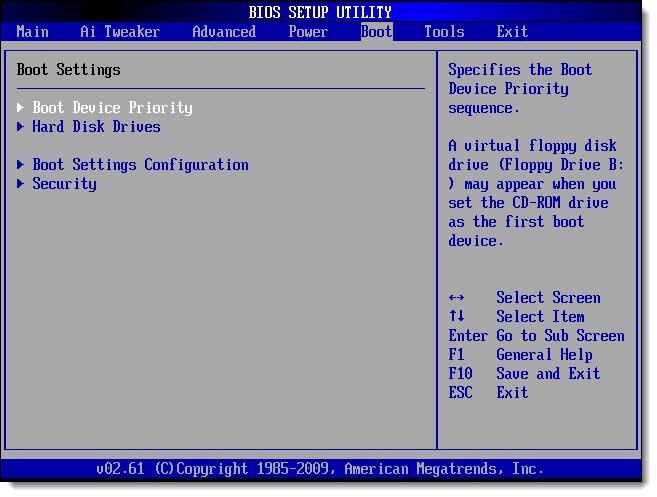 BIOS SETUP UTILITY
Main Ai Tweaker Advanced Power Boot Tools Exit
Boot Settings
Boot Device Priority
Hard Disk Drives
Boot Settings Configuration
Security
Specifies the Boot
Device Priority
sequence.
A virtual floppy disk
drive (Floppy Drive B:
) may appear when you
set the CD-ROM drive
as the first boot
device.
↔ Select Screen
↑↓ Select Item
Enter Go to Sub Screen
F1 General Help
F10 Save and Exit
ESC Exit
v02.61 (C)Copyright 1985-2009, American Megatrends, Inc.